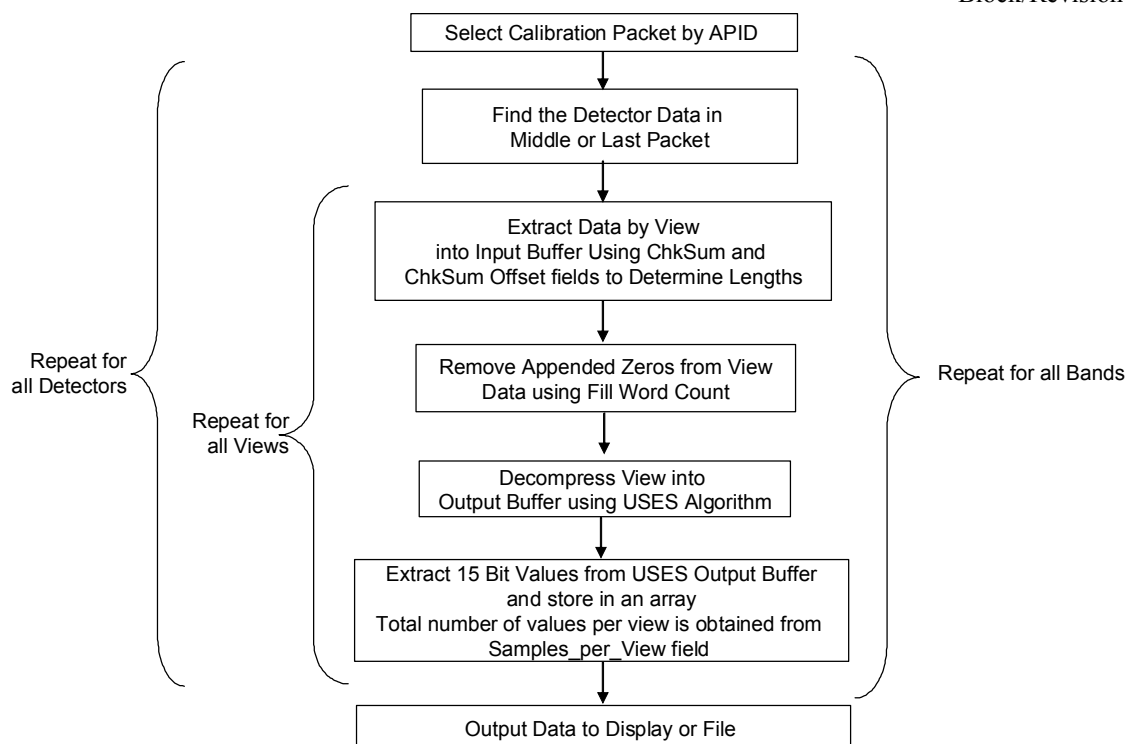 Block/Revision
Select Calibration Packet by APID
Find the Detector Data in
Middle or Last Packet
Extract Data by View
into Input Buffer Using ChkSum and
ChkSum Offset fields to Determine Lengths
Repeat for
all Detectors
Remove Appended Zeros from View
Data using Fill Word Count
Repeat for all Bands
Repeat for
all Views
Decompress View into
Output Buffer using USES Algorithm
Extract 15 Bit Values from USES Output Buffer
and store in an array
Total number of values per view is obtained from
Samples_per_View field
Output Data to Display or File